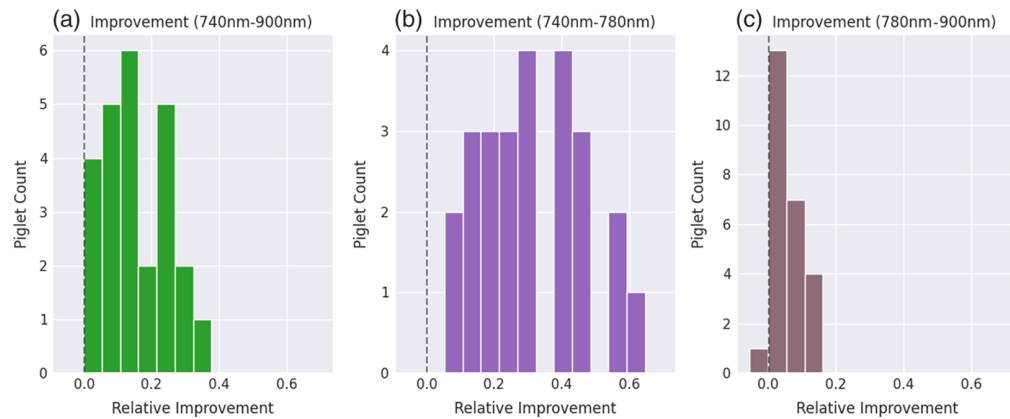 (a) Improvement (740nm-900nm)
6
5
4
3
2
1
0
Piglet Count
0.0 0.2 0.4 0.6
Relative Improvement
(b) Improvement (740nm-780nm)
4
3
2
1
0
Piglet Count
0.0 0.2 0.4 0.6
Relative Improvement
(c) Improvement (780nm-900nm)
12
10
8
6
4
2
0
Piglet Count
0.0 0.2 0.4 0.6
Relative Improvement